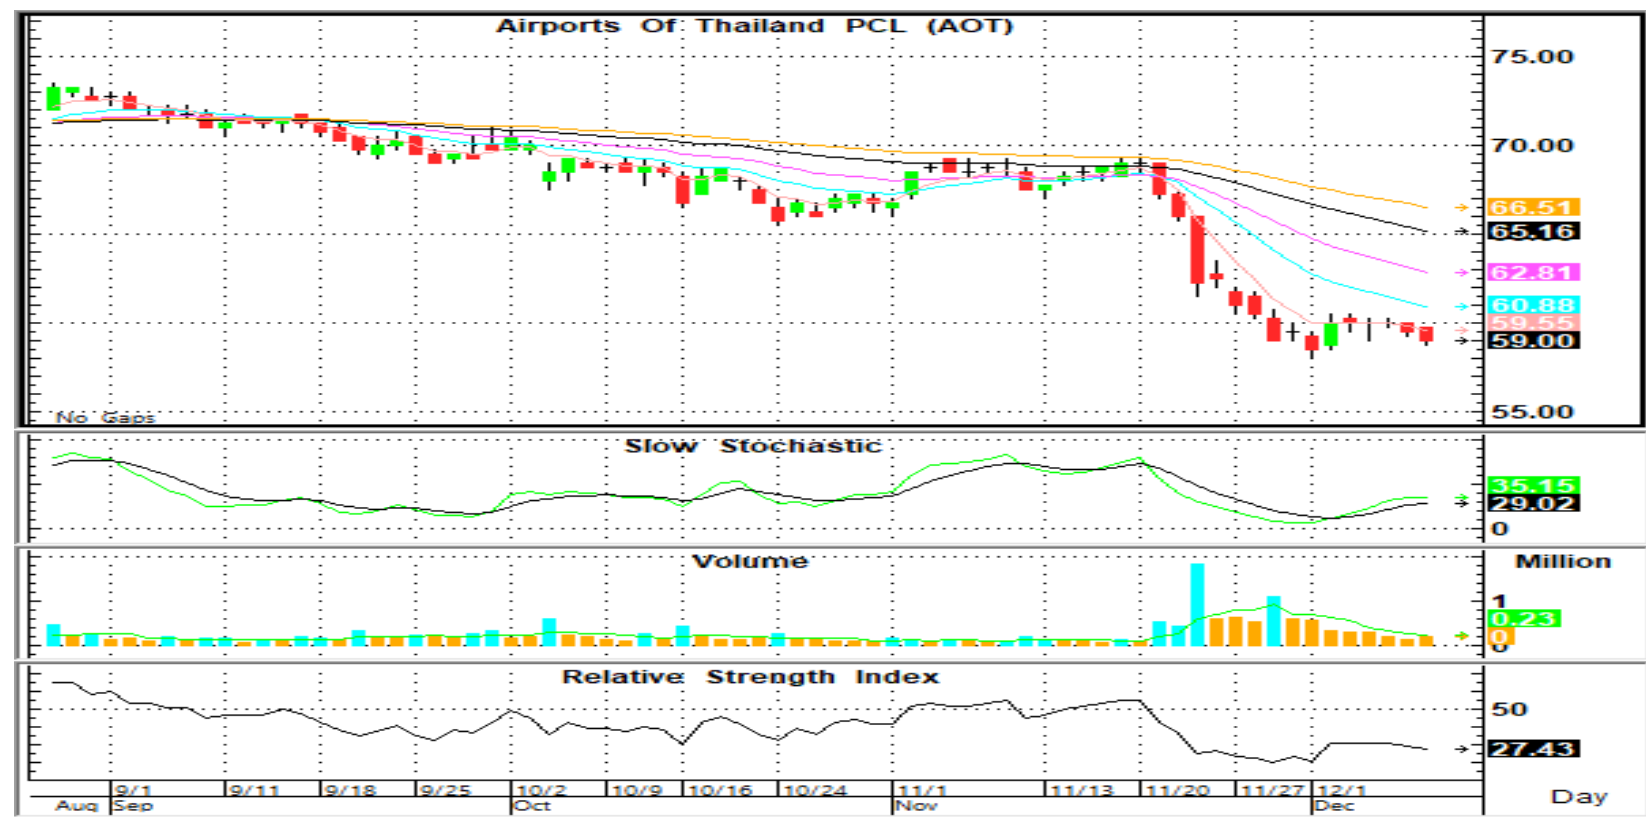 Airports Of Thailand PCL (AOT)
75.00
70.00
66.51
65.16
62.81
60.88
59.55
59.00
55.00
No Gaps
Slow Stochastic
35.15
29.02
0
Volume
Million
1
0.23
0
0
Relative Strength Index
50
27.43
9/1 9/11 9/18 9/25 10/2 10/9 10/16 10/24 11/1 11/13 11/20 11/27 12/1
Aug Sep Oct Nov Dec
Day